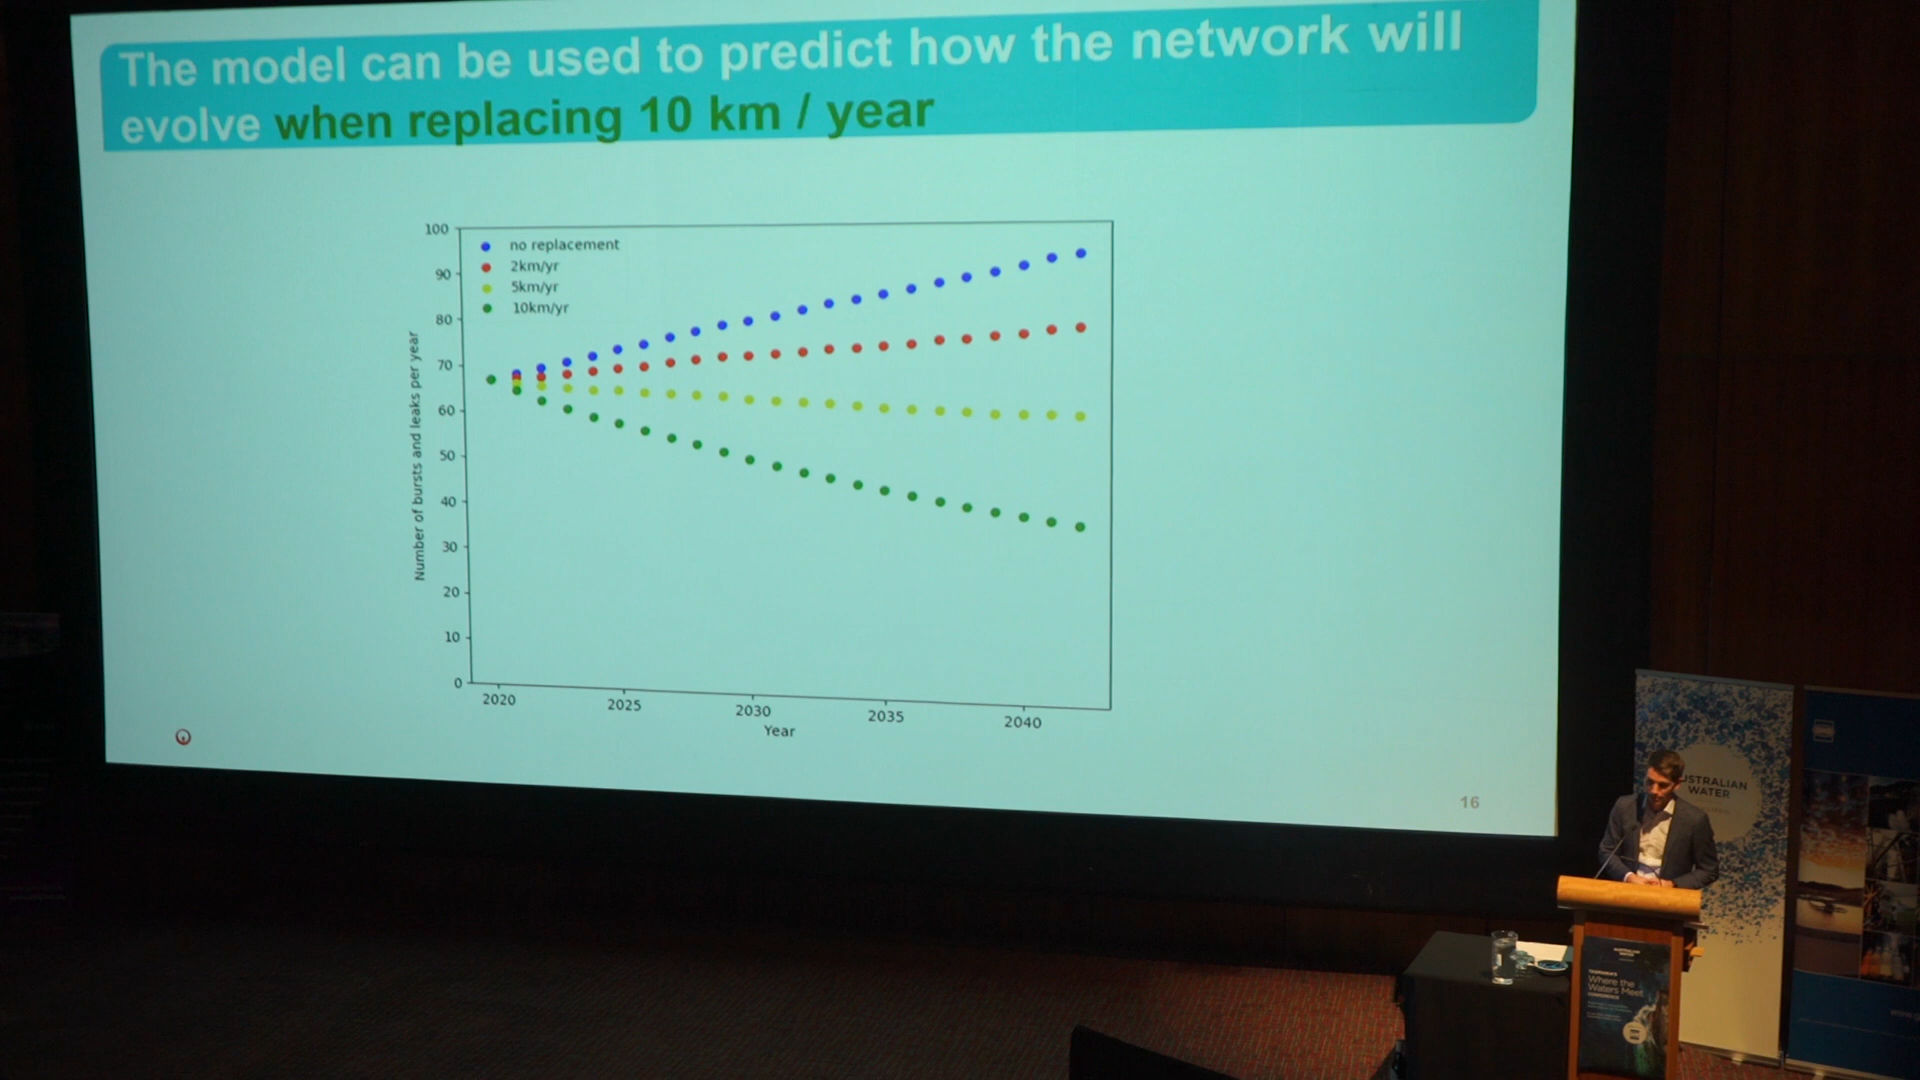 The model can be used to predict how the network will
evolve when replacing 10 km / year
100
90
80
70
60
50
40
30
20
10
0
Number of bursts and leaks per year
no replacement
2km/yr
5km/yr
10km/yr
2020
2025
2030
2035
2040
Year
16
AUSTRALIAN
WATER
Where the
Waters Meet